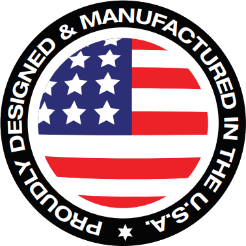 PROUDLY DESIGNED & MANUFACTURED IN THE U.S.A.